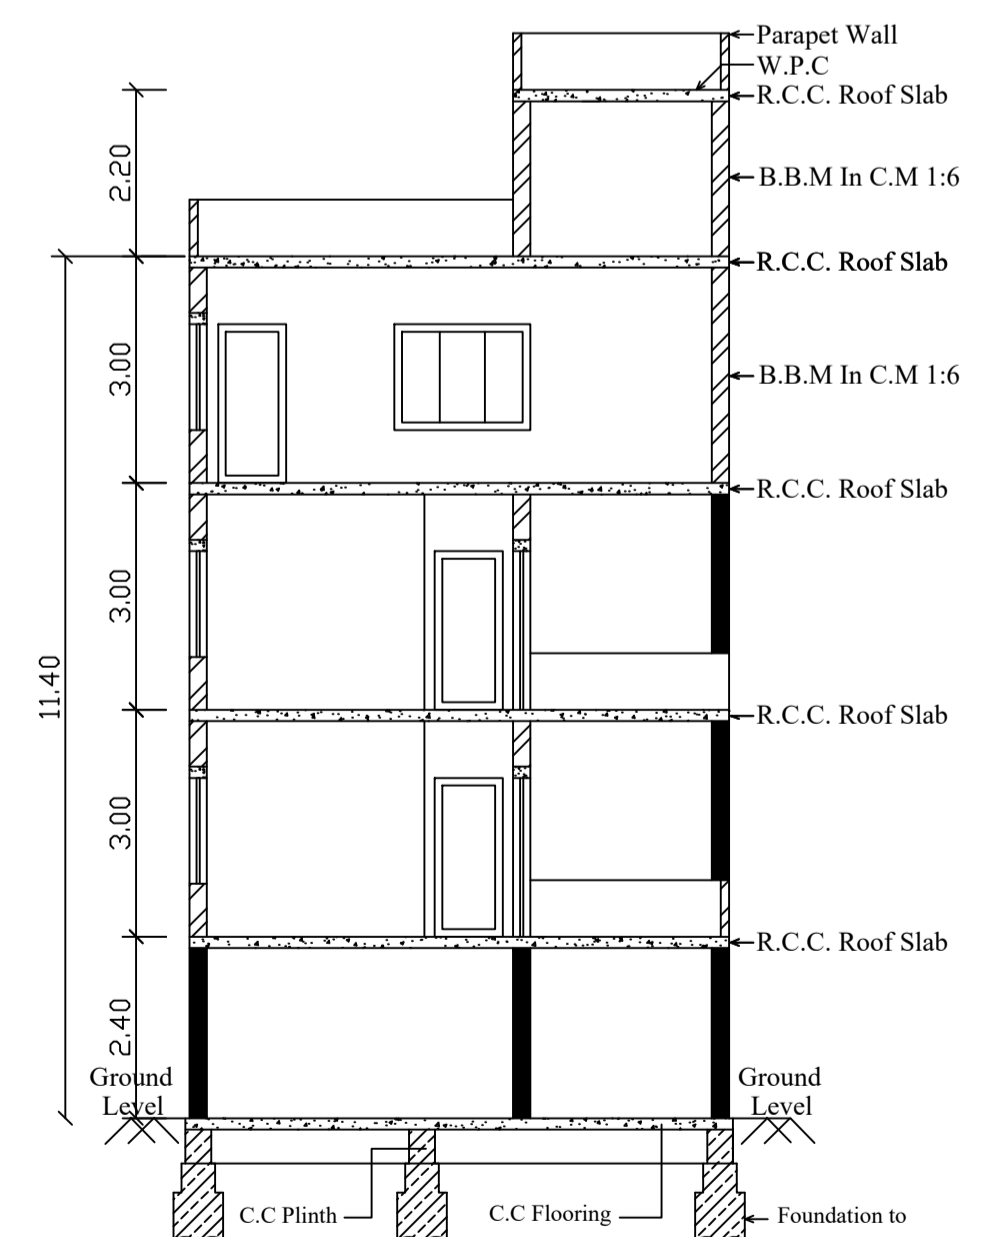 Parapet Wall
W.P.C
R.C.C. Roof Slab
2.20
B.B.M In C.M 1:6
R.C.C. Roof Slab
3.00
B.B.M In C.M 1:6
R.C.C. Roof Slab
3.00
11.40
R.C.C. Roof Slab
3.00
R.C.C. Roof Slab
2.40
Ground
Level
Ground
Level
C.C Plinth
C.C Flooring
Foundation to